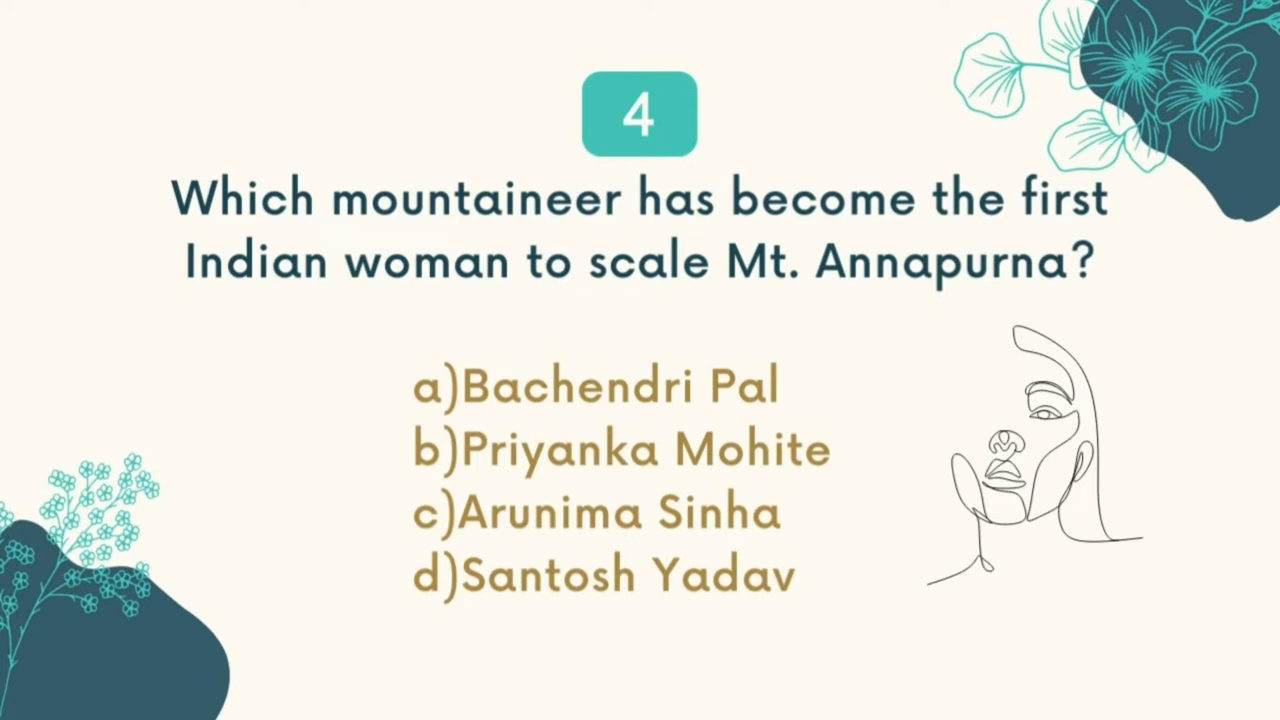 4
Which mountaineer has become the first
Indian woman to scale Mt. Annapurna?
a)Bachendri Pal
b)Priyanka Mohite
c)Arunima Sinha
d)Santosh Yadav